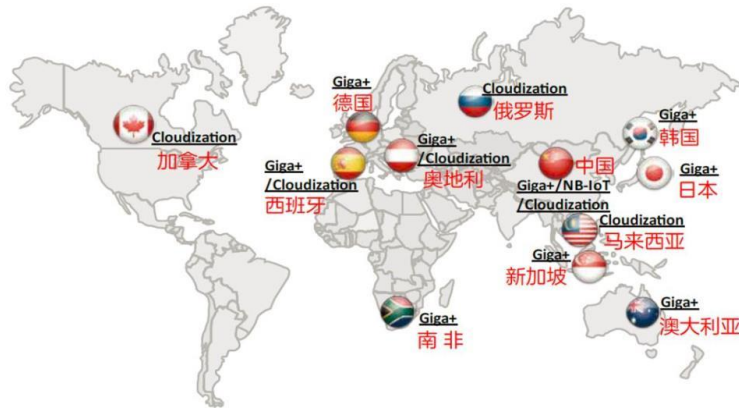 Giga+
德国
Cloudization
俄罗斯
Cloudization
加拿大
Giga+
韩国
Giga+
/Cloudization
奥地利
Giga+
/Cloudization
西班牙
中国
Giga+/NB-IoT
/Cloudization
Giga+
日本
Cloudization
马来西亚
Giga+
新加坡
Giga+
南 非
Giga+
澳大利亚